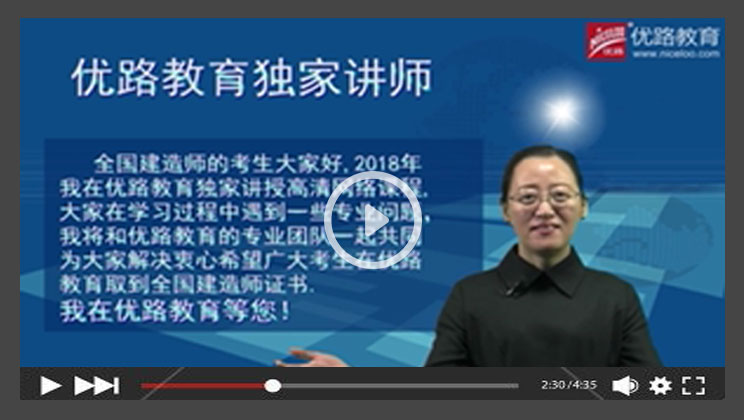 优路教育
www.niceloo.com
优路教育独家讲师
全国建造师的考生大家好,2018年
我在优路教育独家讲授高清网络课程,
大家在学习过程中遇到一些专业问题,
我将和优路教育的专业团队一起共同
为大家解决衷心希望广大考生在优路
教育取到全国建造师证书.
我在优路教育等您!
2:30/4:35